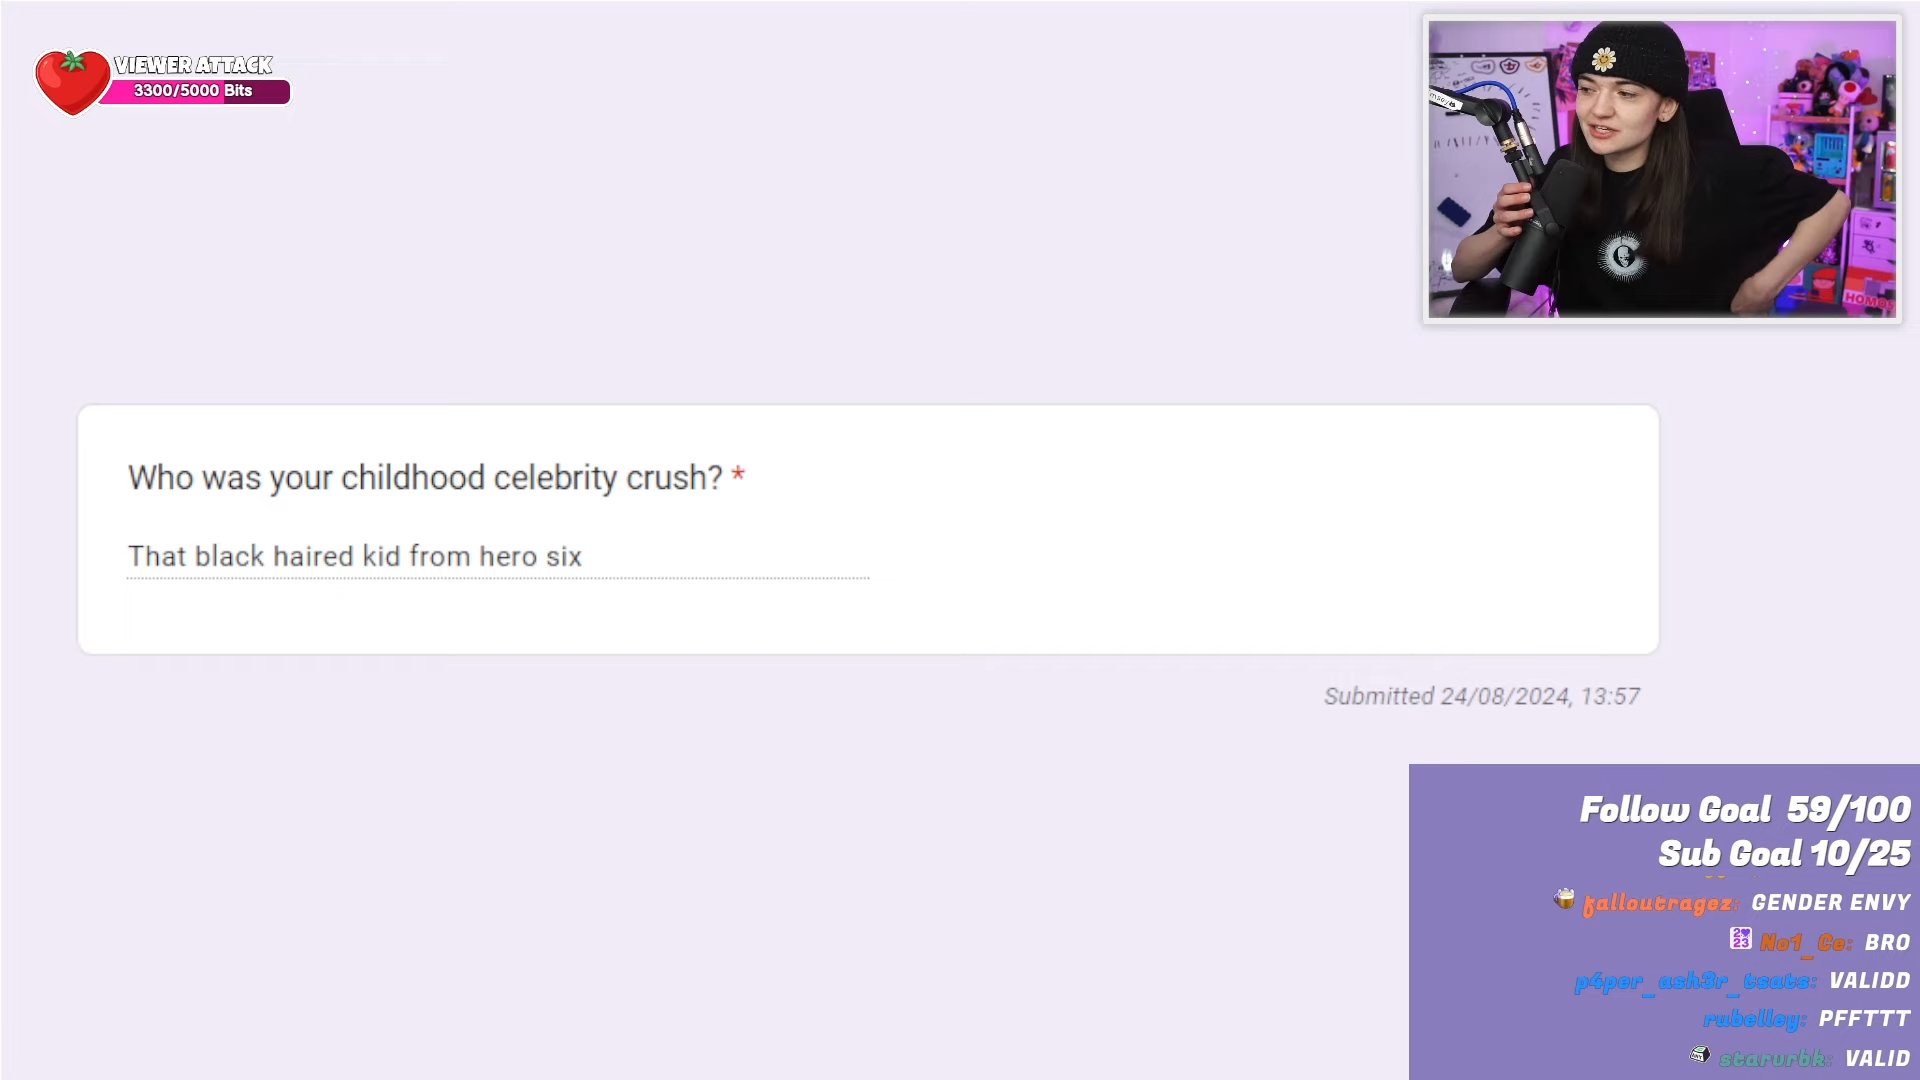 VIEWER ATTACK
3300/5000 Bits
HOMOS
Who was your childhood celebrity crush? *
That black haired kid from hero six
Submitted 24/08/2024, 13:57
Follow Goal 59/100
Sub Goal 10/25
falloutragez: GENDER ENVY
No1_Ce: BRO
p4per_ash3r_tsats: VALIDD
rubelley: PFFTTT
starurbk: VALID